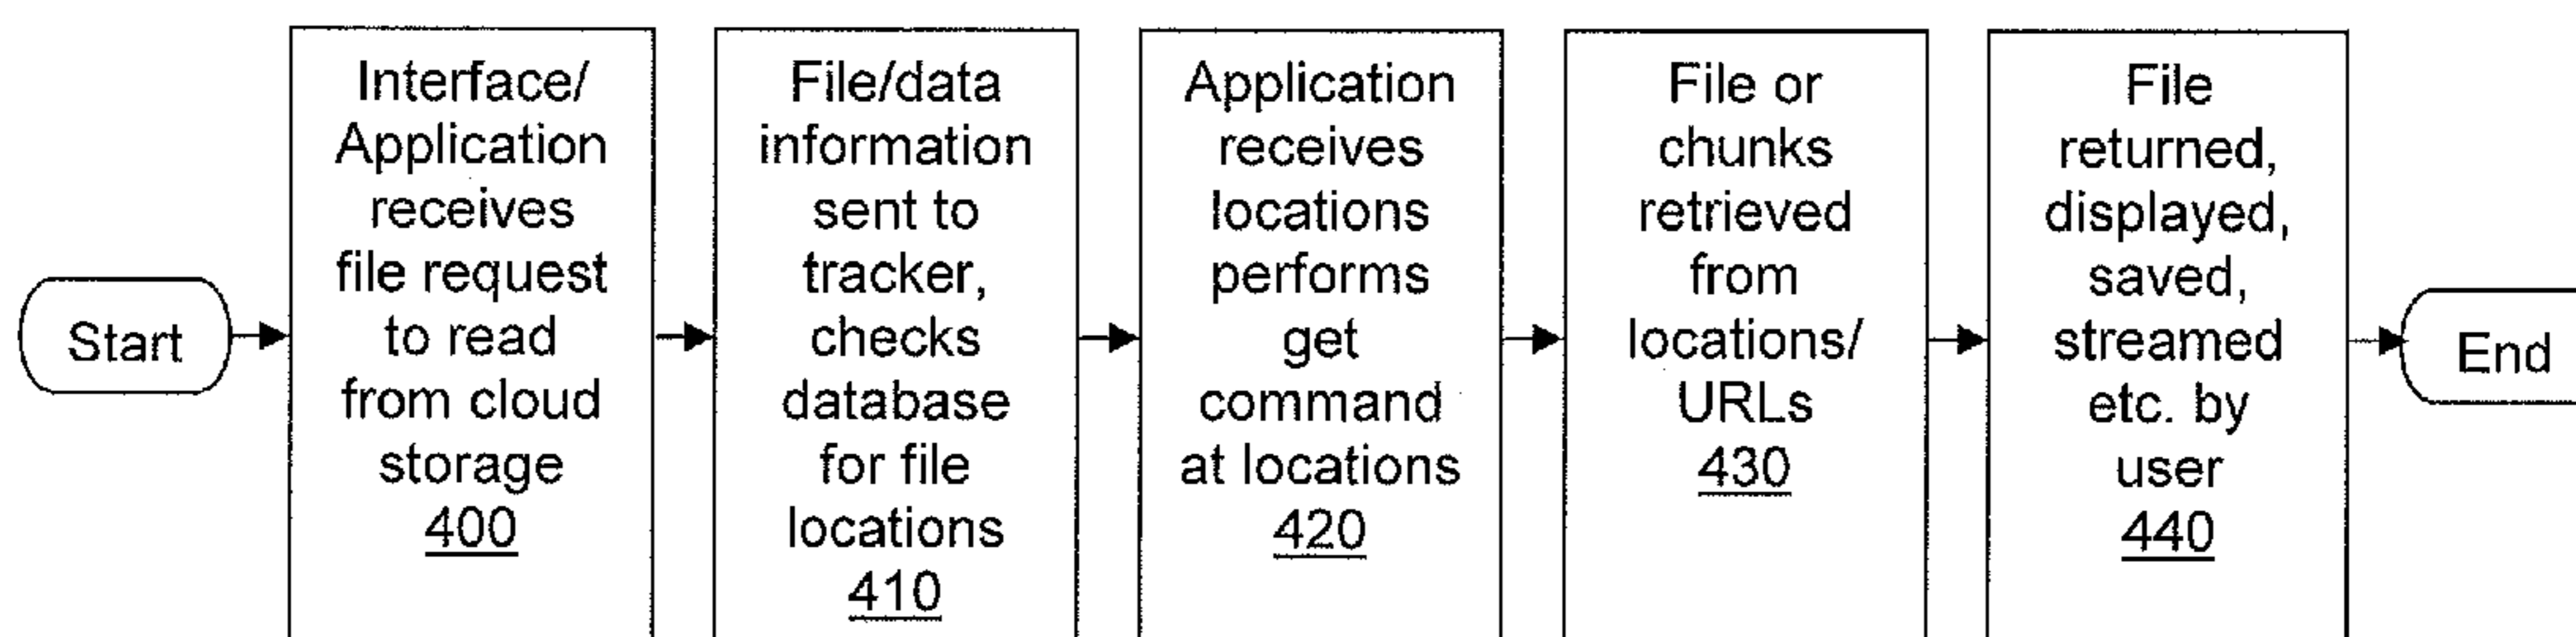 Start
Interface/
Application
receives
file request
to read
from cloud
storage
400
File/data
information
sent to
tracker,
checks
database
for file
locations
410
Application
receives
locations
performs
get
command
at locations
420
File or
chunks
retrieved
from
locations/
URLs
430
File
returned,
displayed,
saved,
streamed
etc. by
user
440
End